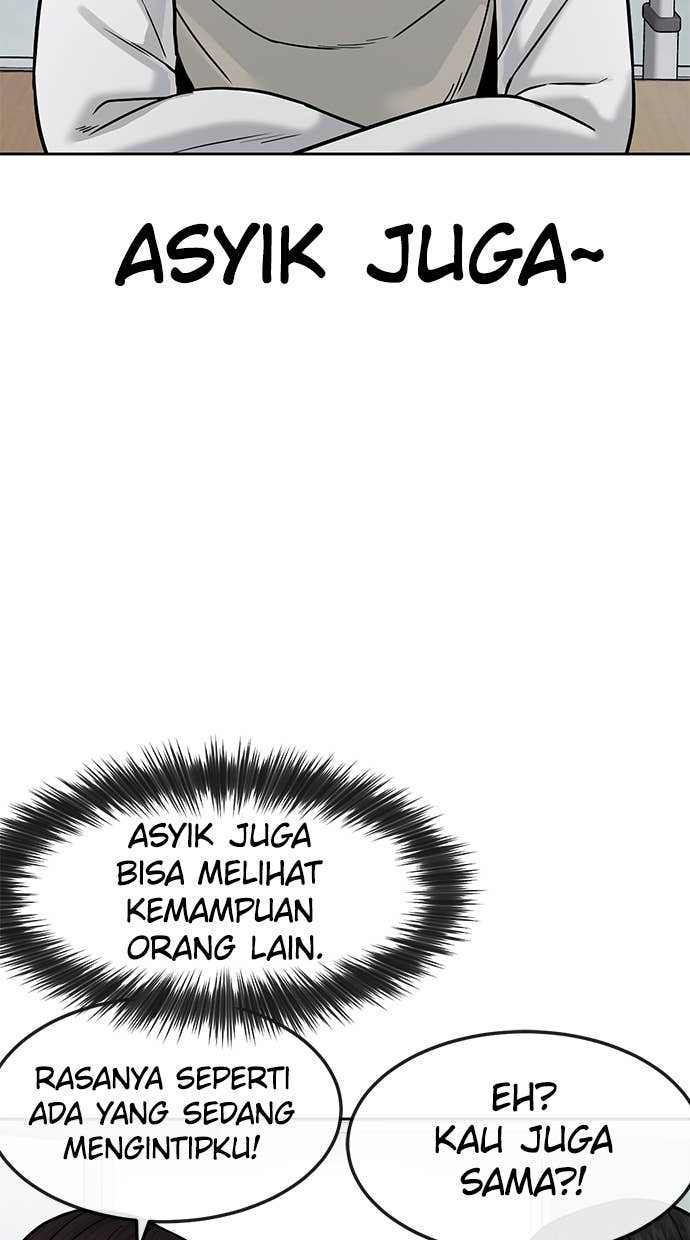 ASYIK JUGA~
ASYIK JUGA
BISA MELIHAT
KEMAMPUAN
ORANG LAIN.
RASANYA SEPERTI
ADA YANG SEDANG
MENGINTIPKU!
EH?
KAU JUGA
SAMA?!